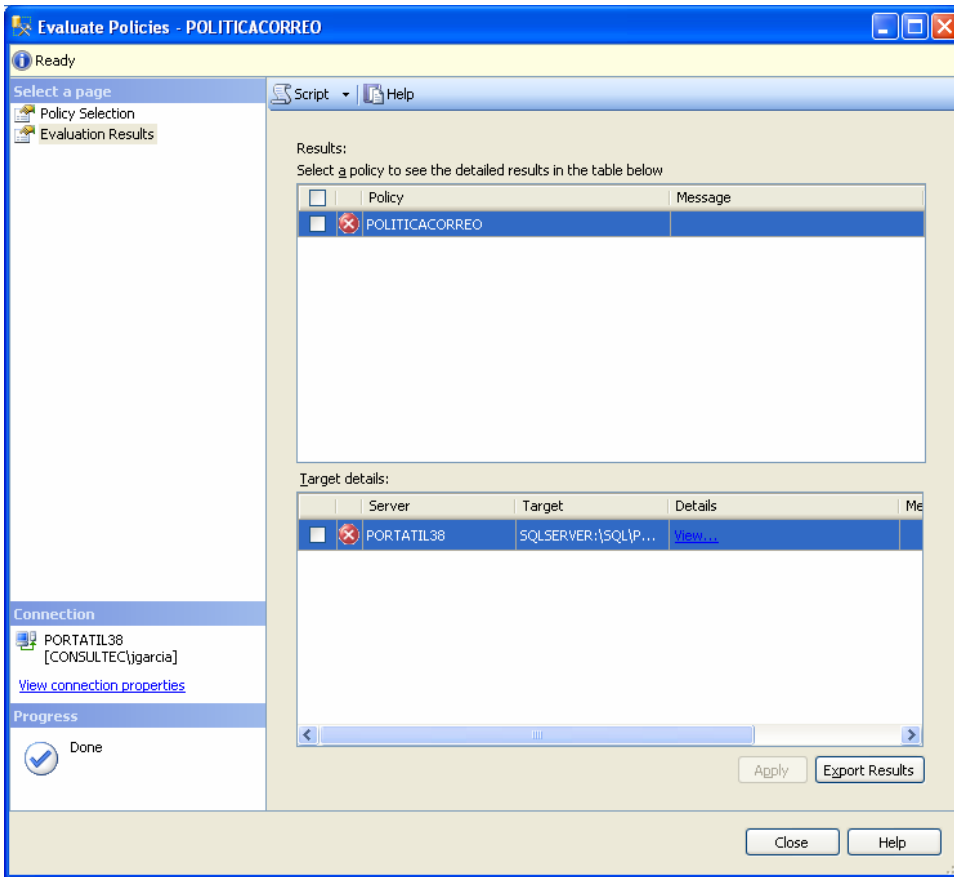 Evaluate Policies - POLITICACORREO
Ready
Select a page
Policy Selection
Evaluation Results
Script
Help
Results:
Select a policy to see the detailed results in the table below
Policy Message
POLITICACORREO
Target details:
Server Target Details Me
PORTATIL38 SQLSERVER:\SQL\P... View...
Connection
PORTATIL38
[CONSULTEC\jgarcia]
View connection properties
Progress
Done
Apply Export Results
Close Help